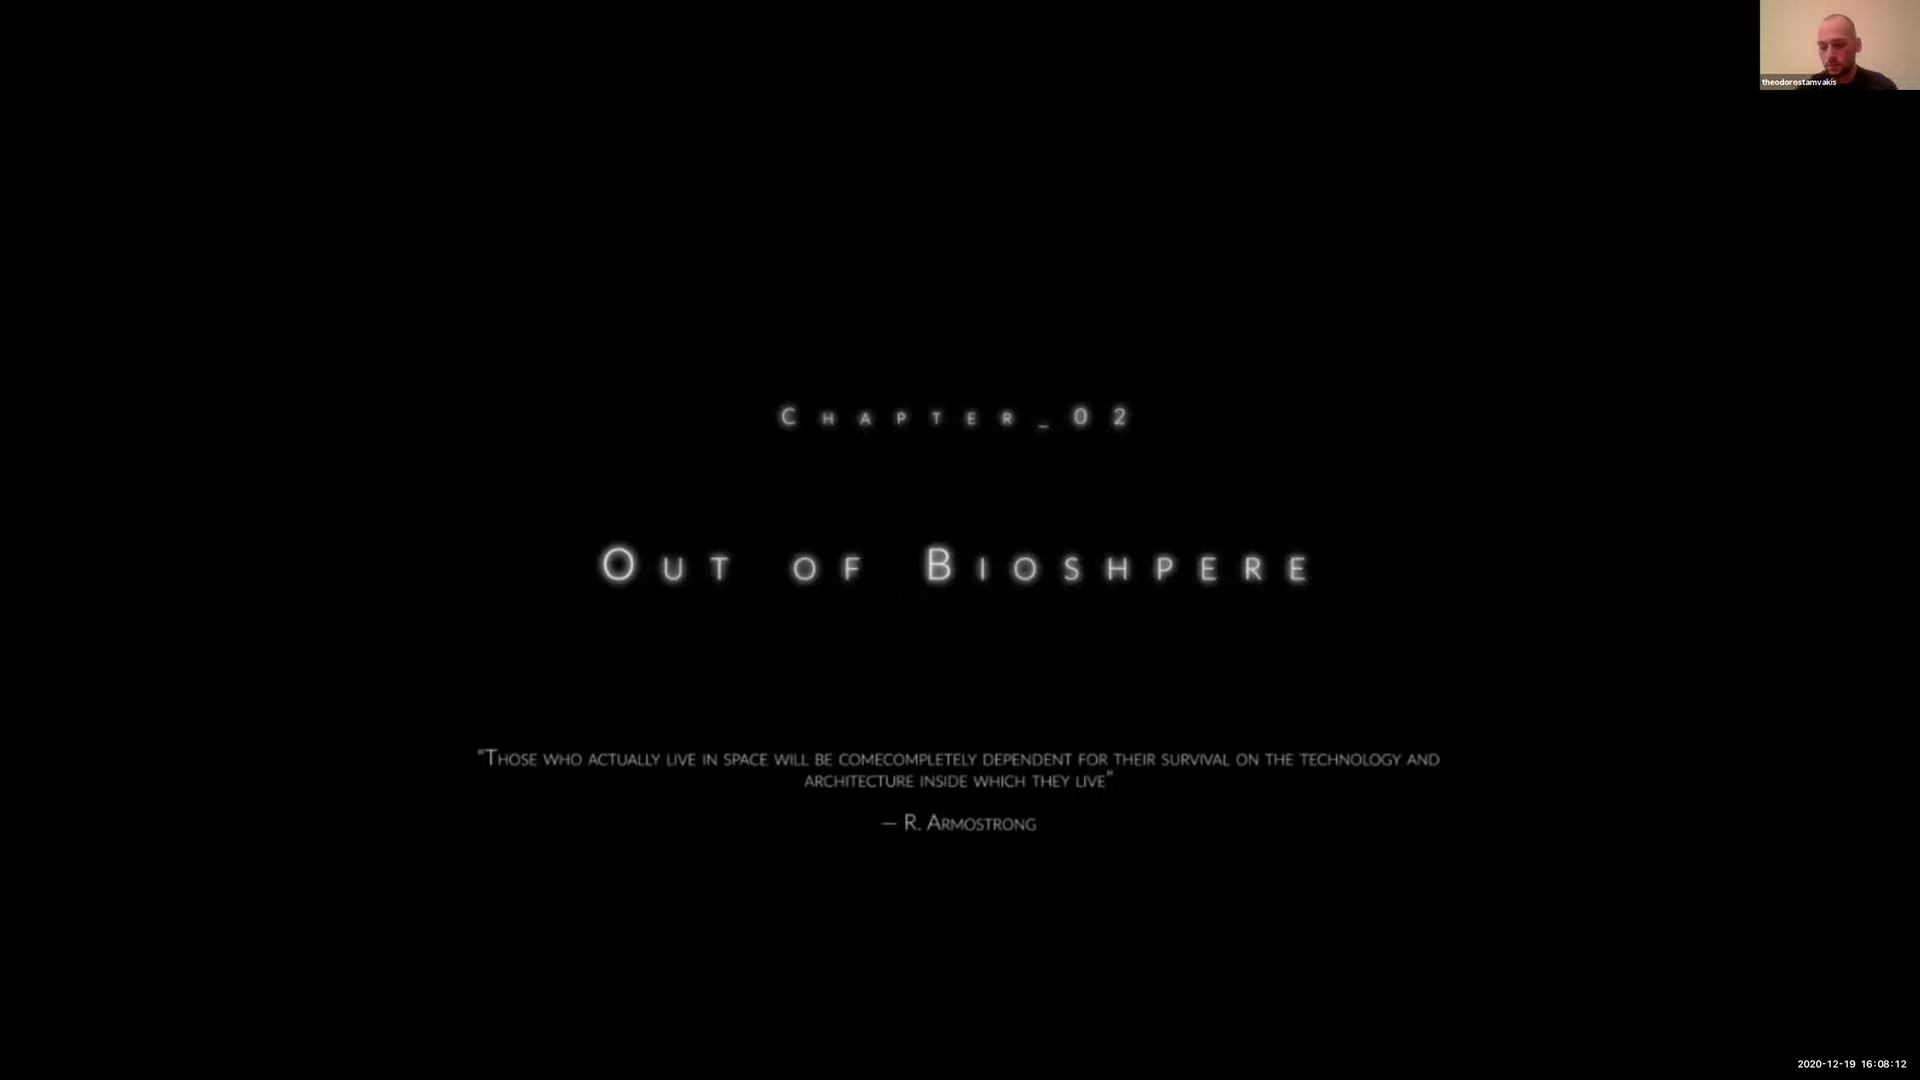 theodorostamvakis
Chapter_02
Out of Bioshpere
“Those who actually live in space will be comecompletely dependent for their survival on the technology and
architecture inside which they live”
— R. Armostrong
2020-12-19 16:08:12